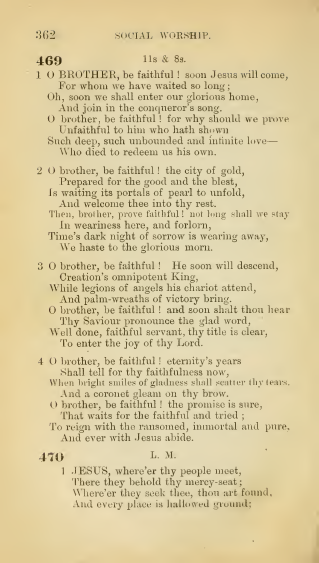 362 SOCIAL WORSHIP.
469 11s & 8s.
1 O BROTHER, be faithful! soon Jesus will come,
For whom we have waited so long;
Oh, soon we shall enter our glorious home,
And join in the conqueror's song.
O brother, be faithful! for why should we prove
Unfaithful to him who hath shown
Such deep, such unbounded and infinite love—
Who died to redeem us his own.
2 O brother, be faithful! the city of gold,
Prepared for the good and the blest,
Is waiting its portals of pearl to unfold,
And welcome thee into thy rest.
Then, brother, prove faithful! not long shall we stay
In weariness here, and forlorn,
Time's dark night of sorrow is wearing away,
We haste to the glorious morn.
3 O brother, be faithful! He soon will descend,
Creation's omnipotent King,
While legions of angels his chariot attend,
And palm-wreaths of victory bring.
O brother, be faithful! and soon shalt thou hear
Thy Saviour pronounce the glad word,
Well done, faithful servant, thy title is clear,
To enter the joy of thy Lord.
4 O brother, be faithful! eternity's years
Shall tell for thy faithfulness now,
When bright smiles of gladness shall scatter thy tears,
And a coronet gleam on thy brow.
O brother, be faithful! the promise is sure,
That waits for the faithful and tried;
To reign with the ransomed, immortal and pure,
And ever with Jesus abide.
470 L. M.
1 JESUS, where'er thy people meet,
There they behold thy mercy-seat;
Where'er they seek thee, thou art found,
And every place is hallowed ground;